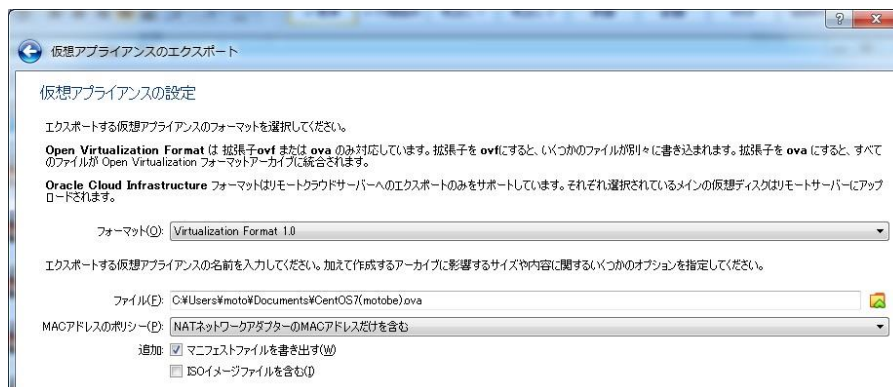 仮想アプライアンスのエクスポート
仮想アプライアンスの設定
エクスポートする仮想アプライアンスのフォーマットを選択してください。
Open Virtualization Format は 拡張子ovf または ova のみ対応しています。拡張子を ovfにすると、いくつかのファイルが別々に書き込まれます。拡張子を ova にすると、すべて
のファイルが Open Virtualization フォーマットアーカイブに統合されます。
Oracle Cloud Infrastructure フォーマットはリモートクラウドサーバーへのエクスポートのみをサポートしています。それぞれ選択されているメインの仮想ディスクはリモートサーバーにアップ
ロードされます。
フォーマット(O): Virtualization Format 1.0
エクスポートする仮想アプライアンスの名前を入力してください。加えて作成するアーカイブに影響するサイズや内容に関するいくつかのオプションを指定してください。
ファイル(F): C:¥Users¥moto¥Documents¥CentOS7(motobe).ova
MACアドレスのポリシー(P): NATネットワークアダプターのMACアドレスだけを含む
追加: マニフェストファイルを書き出す(W)
ISOイメージファイルを含む(I)